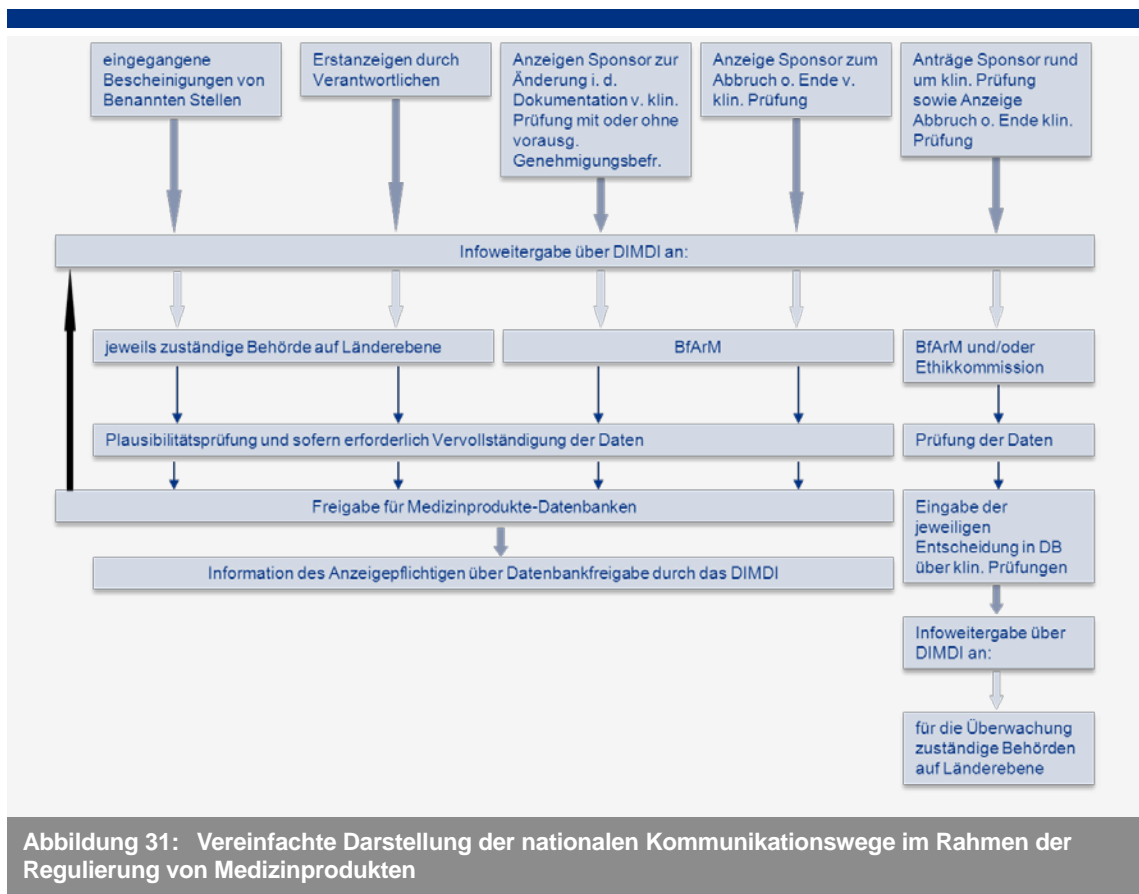 eingegangene
Bescheinigungen von
Benannten Stellen
Erstanzeigen durch
Verantwortlichen
Anzeigen Sponsor zur
Änderung i. d.
Dokumentation v. klin.
Prüfung mit oder ohne
vorausg.
Genehmigungsbefr.
Anzeige Sponsor zum
Abbruch o. Ende v.
klin. Prüfung
Anträge Sponsor rund
um klin. Prüfung
sowie Anzeige
Abbruch o. Ende klin.
Prüfung
Infoweitergabe über DIMDI an:
jeweils zuständige Behörde auf Länderebene
BfArM
BfArM und/oder
Ethikkommission
Plausibilitätsprüfung und sofern erforderlich Vervollständigung der Daten
Prüfung der Daten
Freigabe für Medizinprodukte-Datenbanken
Eingabe der
jeweiligen
Entscheidung in DB
über klin. Prüfungen
Information des Anzeigepflichtigen über Datenbankfreigabe durch das DIMDI
Infoweitergabe über
DIMDI an:
für die Überwachung
zuständige Behörden
auf Länderebene
Abbildung 31: Vereinfachte Darstellung der nationalen Kommunikationswege im Rahmen der
Regulierung von Medizinprodukten